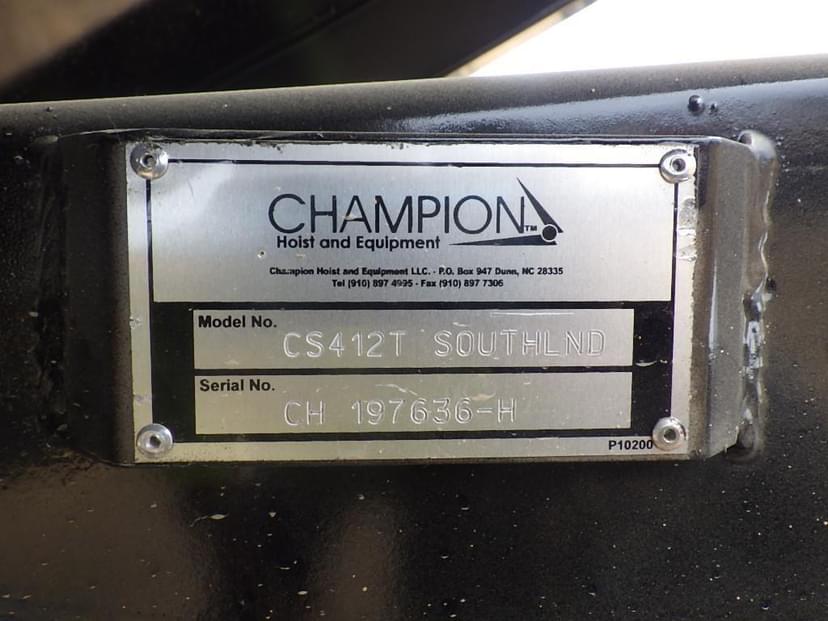 CHAMPION™
Hoist and Equipment
Champion Hoist and Equipment LLC. - P.O. Box 947 Dunn, NC 28335
Tel (910) 897 4995 - Fax (910) 897 7306
Model No.
CS412T SOUTHLND
Serial No.
CH 197636-H
P10200